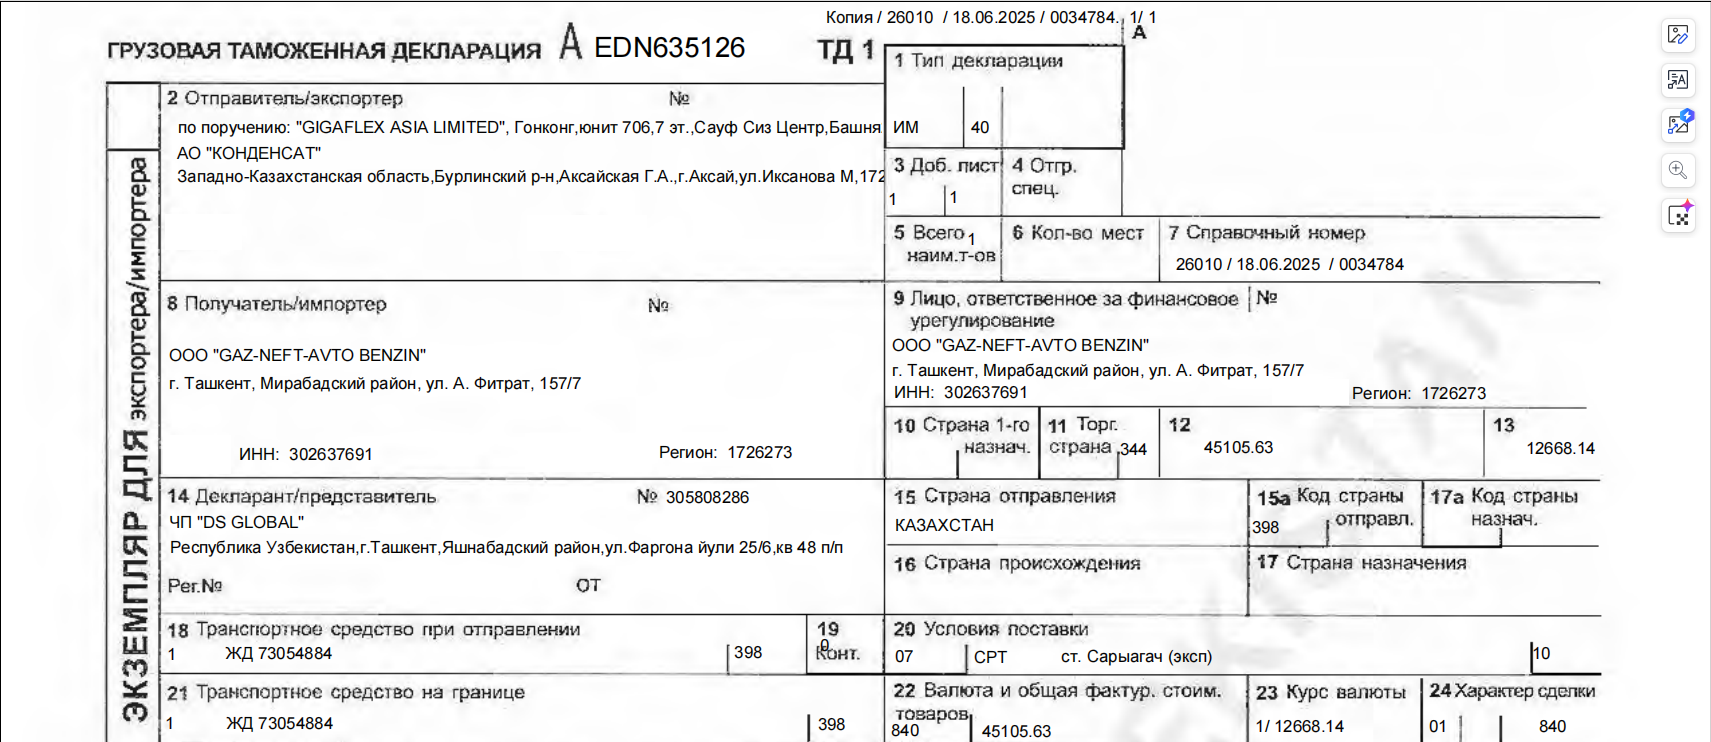 Копия / 26010 / 18.06.2025 / 0034784. 1/ 1
ГРУЗОВАЯ ТАМОЖЕННАЯ ДЕКЛАРАЦИЯ А EDN635126 ТД 1
А
1 Тип декларации
ИМ 40
2 Отправитель/экспортер №
по поручению: "GIGAFLEX ASIA LIMITED", Гонконг,юнит 706,7 эт.,Сауф Сиз Центр,Башня
АО "КОНДЕНСАТ"
Западно-Казахстанская область,Бурлинский р-н,Аксайская Г.А.,г.Аксай,ул.Иксанова М,172
3 Доб. лист
1 1
4 Отгр.
спец.
5 Всего 1
наим.т-ов
6 Кол-во мест
7 Справочный номер
26010 / 18.06.2025 / 0034784
ЭКЗЕМПЛЯР ДЛЯ экспортера/импортера
8 Получатель/импортер №
ООО "GAZ-NEFT-AVTO BENZIN"
г. Ташкент, Мирабадский район, ул. А. Фитрат, 157/7
ИНН: 302637691 Регион: 1726273
9 Лицо, ответственное за финансовое №
урегулирование
ООО "GAZ-NEFT-AVTO BENZIN"
г. Ташкент, Мирабадский район, ул. А. Фитрат, 157/7
ИНН: 302637691 Регион: 1726273
10 Страна 1-го
назнач.
11 Торг.
страна 344
12
45105.63
13
12668.14
14 Декларант/представитель № 305808286
ЧП "DS GLOBAL"
Республика Узбекистан,г.Ташкент,Яшнабадский район,ул.Фаргона йули 25/6,кв 48 п/п
Рег.№ ОТ
15 Страна отправления
КАЗАХСТАН
15а Код страны
398 отправл.
17а Код страны
назнач.
16 Страна происхождения
17 Страна назначения
18 Транспортное средство при отправлении
1 ЖД 73054884 398
19
0
Конт.
20 Условия поставки
07 CPT ст. Сарыагач (эксп) 10
21 Транспортное средство на границе
1 ЖД 73054884 398
22 Валюта и общая фактур. стоим.
товаров
840 45105.63
23 Курс валюты
1/ 12668.14
24 Характер сделки
01 840